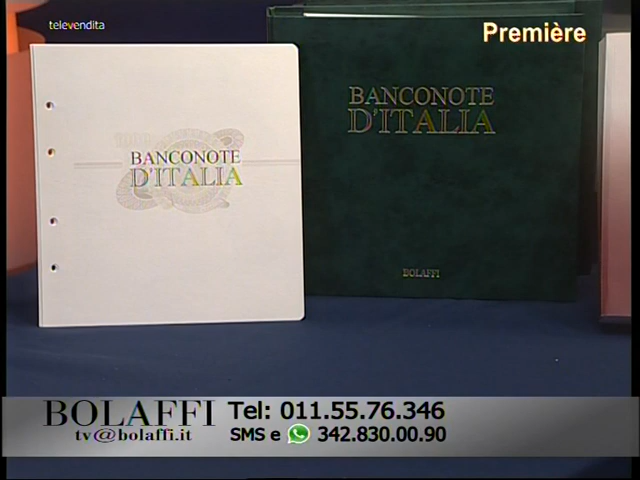 televendita
Première
BANCONOTE
D'ITALIA
BANCONOTE
D'ITALIA
BOLAFFI
BOLAFFI
tv@bolaffi.it
Tel: 011.55.76.346
SMS e 342.830.00.90